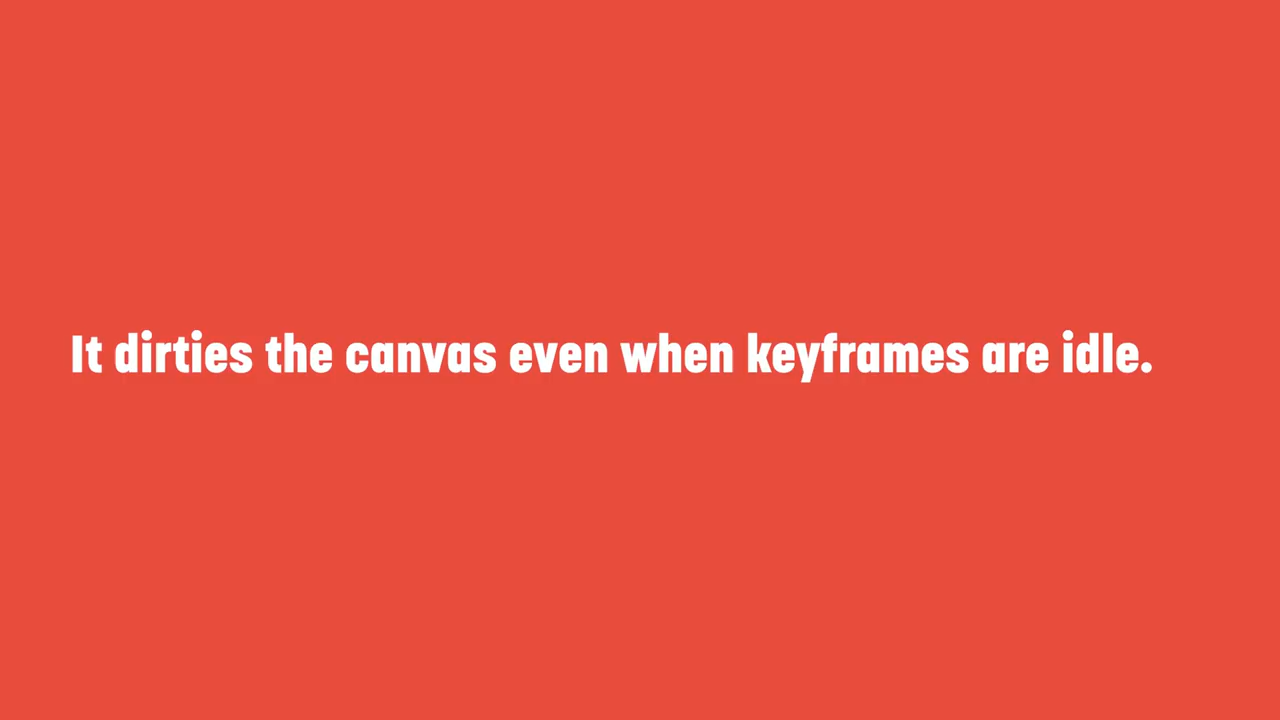 It dirties the canvas even when keyframes are idle.